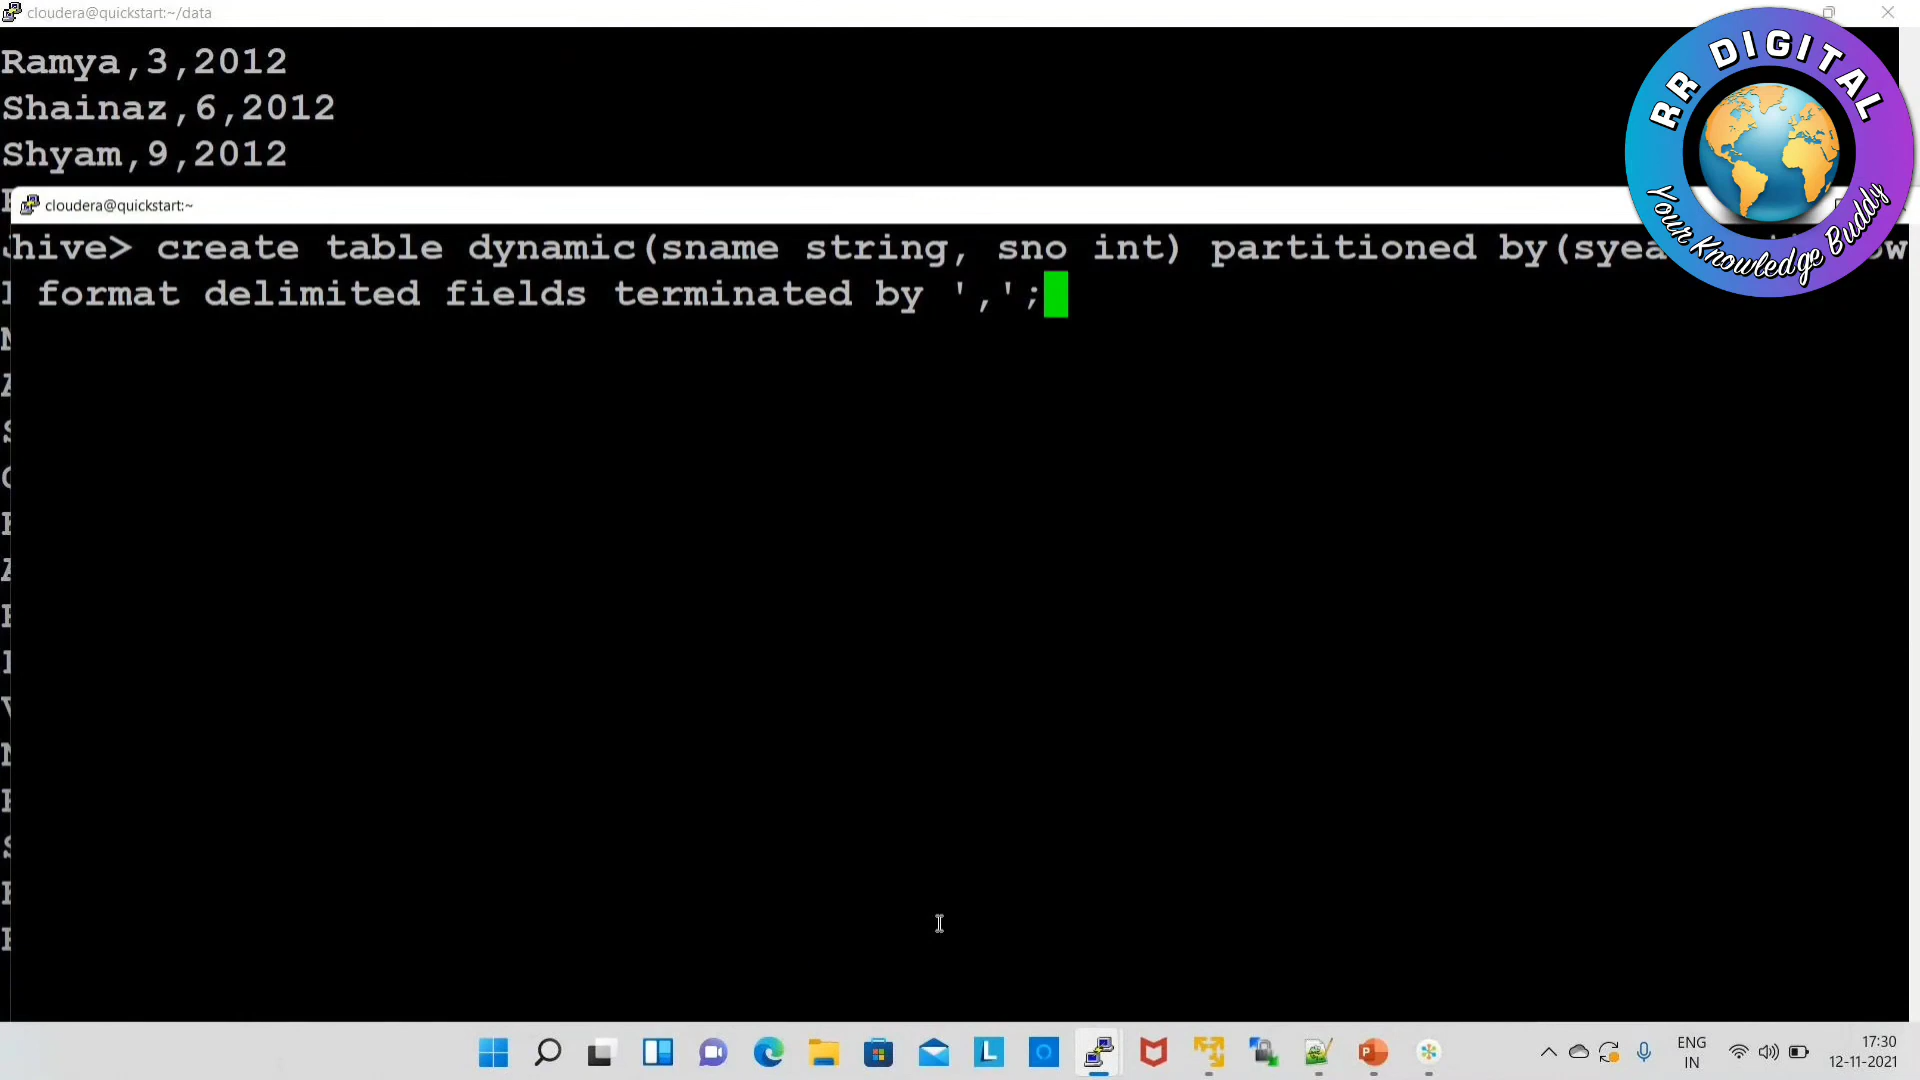 cloudera@quickstart:~/data
Ramya,3,2012
Shainaz,6,2012
Shyam,9,2012
RR DIGITAL
Your Knowledge Buddy
cloudera@quickstart:~
hive> create table dynamic(sname string, sno int) partitioned by(syea
format delimited fields terminated by ',';
ENG
IN
17:30
12-11-2021